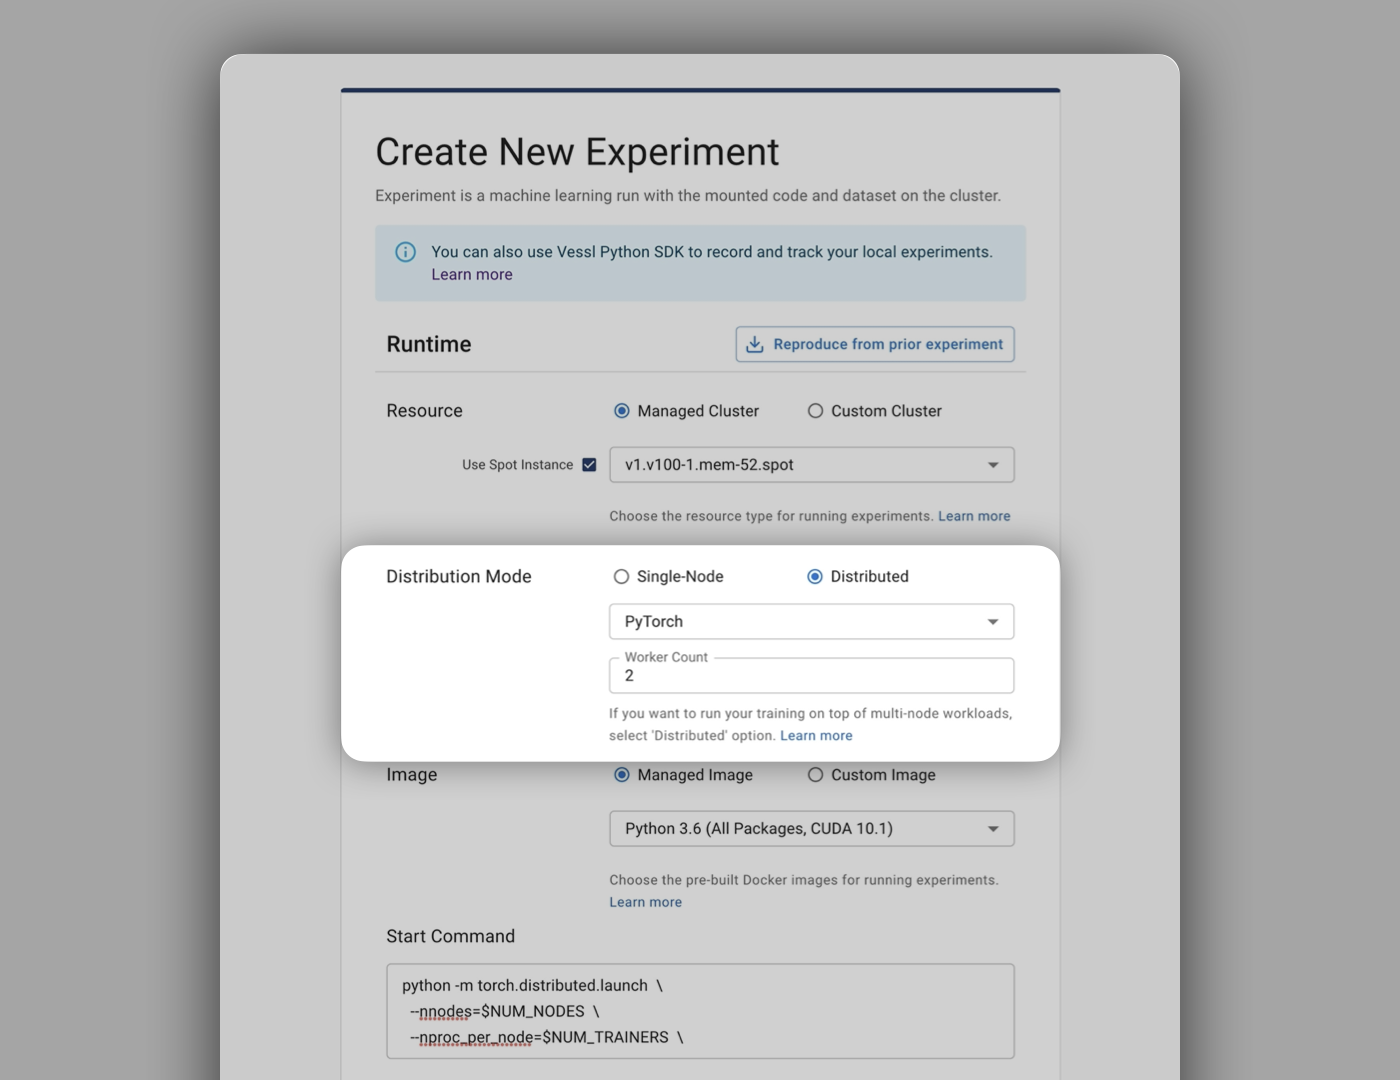 Create New Experiment
Experiment is a machine learning run with the mounted code and dataset on the cluster.
You can also use Vessl Python SDK to record and track your local experiments.
Learn more
Runtime
Reproduce from prior experiment
Resource
Managed Cluster
Custom Cluster
Use Spot Instance
v1.v100-1.mem-52.spot
Choose the resource type for running experiments. Learn more
Distribution Mode
Single-Node
Distributed
PyTorch
Worker Count
2
If you want to run your training on top of multi-node workloads,
select 'Distributed' option. Learn more
Image
Managed Image
Custom Image
Python 3.6 (All Packages, CUDA 10.1)
Choose the pre-built Docker images for running experiments.
Learn more
Start Command
python -m torch.distributed.launch \
--nnodes=$NUM_NODES \
--nproc_per_node=$NUM_TRAINERS \